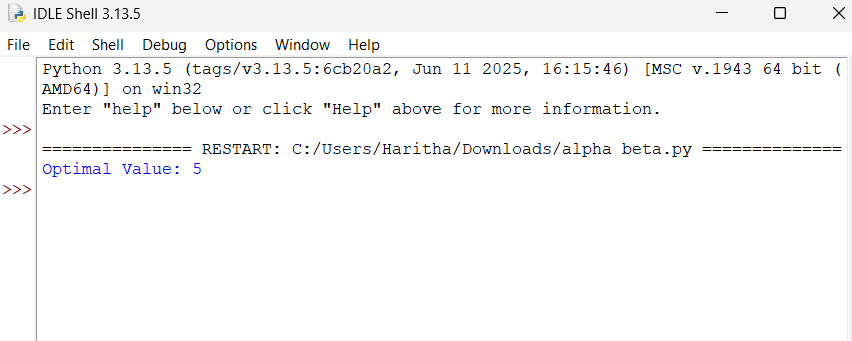 IDLE Shell 3.13.5
File Edit Shell Debug Options Window Help
Python 3.13.5 (tags/v3.13.5:6cb20a2, Jun 11 2025, 16:15:46) [MSC v.1943 64 bit (
AMD64)] on win32
Enter "help" below or click "Help" above for more information.
>>>
=============== RESTART: C:/Users/Haritha/Downloads/alpha beta.py ==============
Optimal Value: 5
>>>